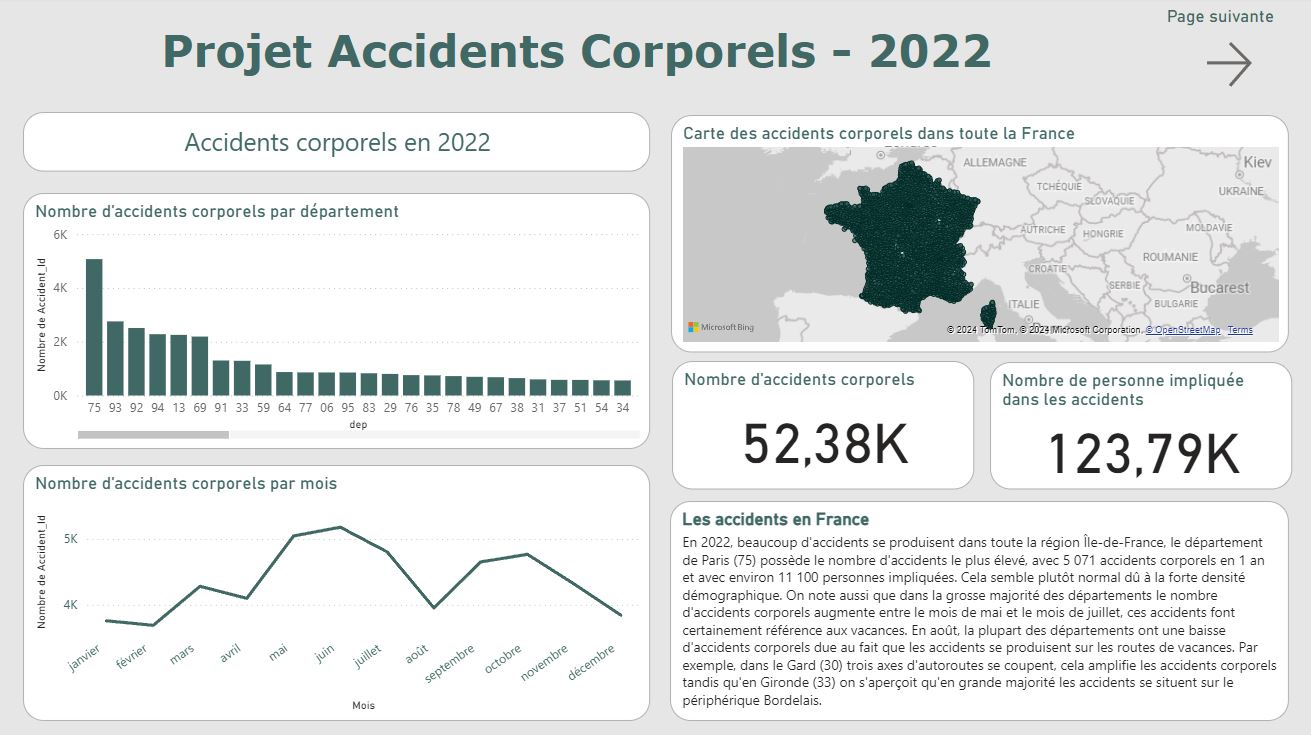 Page suivante
Projet Accidents Corporels - 2022
Accidents corporels en 2022
Nombre d'accidents corporels par département
Nombre de Accident_Id
6K
4K
2K
0K
75 93 92 94 13 69 91 33 59 64 77 06 95 83 29 76 35 78 49 67 38 31 37 51 54 34
dep
Nombre d'accidents corporels par mois
Nombre de Accident_Id
5K
4K
janvier février mars avril mai juin juillet août septembre octobre novembre décembre
Mois
Carte des accidents corporels dans toute la France
ALLEMAGNE
Kiev
TCHÉQUIE
UKRAINE
SLOVAQUIE
AUTRICHE
HONGRIE
MOLDAVIE
ROUMANIE
CROATIE
SERBIE
Bucarest
ITALIE
BULGARIE
Microsoft Bing
© 2024 TomTom, © 2024 Microsoft Corporation, © OpenStreetMap Terms
Nombre d'accidents corporels
52,38K
Nombre de personne impliquée
dans les accidents
123,79K
Les accidents en France
En 2022, beaucoup d'accidents se produisent dans toute la région Île-de-France, le département
de Paris (75) possède le nombre d'accidents le plus élevé, avec 5 071 accidents corporels en 1 an
et avec environ 11 100 personnes impliquées. Cela semble plutôt normal dû à la forte densité
démographique. On note aussi que dans la grosse majorité des départements le nombre
d'accidents corporels augmente entre le mois de mai et le mois de juillet, ces accidents font
certainement référence aux vacances. En août, la plupart des départements ont une baisse
d'accidents corporels due au fait que les accidents se produisent sur les routes de vacances. Par
exemple, dans le Gard (30) trois axes d'autoroutes se coupent, cela amplifie les accidents corporels
tandis qu'en Gironde (33) on s'aperçoit qu'en grande majorité les accidents se situent sur le
périphérique Bordelais.